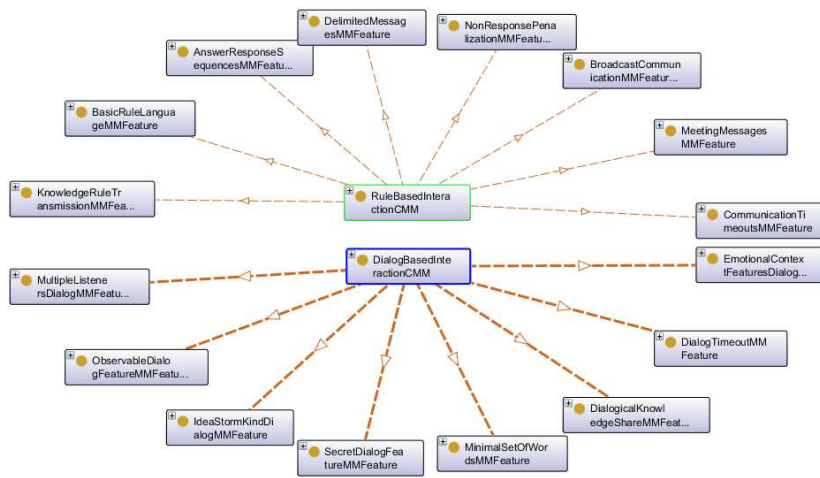 DelimitedMessag
esMMFeature
NonResponsePena
lizationMMFeatu...
AnswerResponseS
equencesMMFeatu...
BroadcastCommun
icationMMFeatur...
BasicRuleLangua
geMMFeature
MeetingMessages
MMFeature
KnowledgeRuleTr
ansmissionMMFea...
RuleBasedIntera
ctionCMM
CommunicationTi
meoutsMMFeature
DialogBasedInte
ractionCMM
EmotionalContex
tFeaturesDialog...
MultipleListene
rsDialogMMFeatu...
DialogTimeoutMM
Feature
ObservableDialo
gFeatureMMFeatu...
DialogicalKnowl
edgeShareMMFeat...
IdeaStormKindDi
alogMMFeature
SecretDialogFea
tureMMFeature
MinimalSetOfWor
dsMMFeature